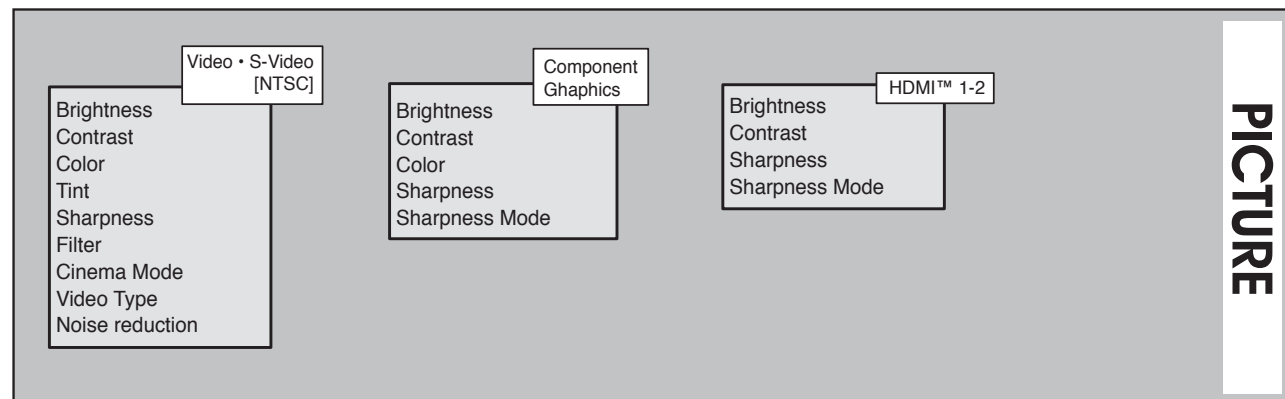 Video • S-Video
[NTSC]
Brightness
Contrast
Color
Tint
Sharpness
Filter
Cinema Mode
Video Type
Noise reduction
Component
Ghaphics
Brightness
Contrast
Color
Sharpness
Sharpness Mode
HDMI™ 1-2
Brightness
Contrast
Sharpness
Sharpness Mode
PICTURE